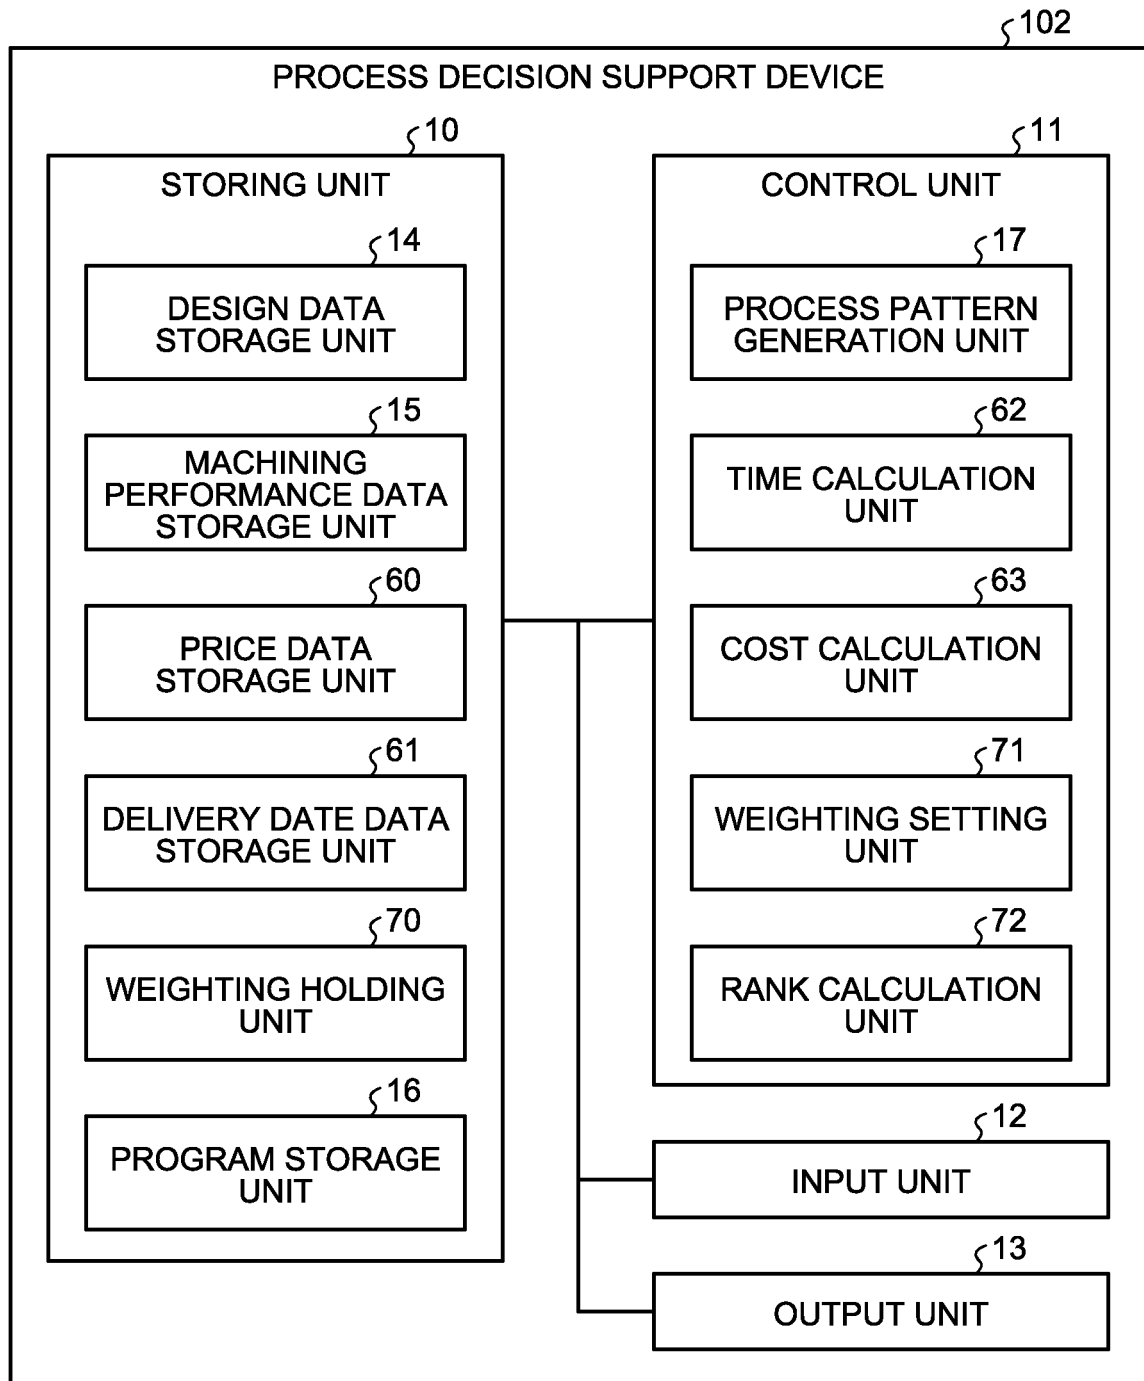 102
PROCESS DECISION SUPPORT DEVICE
10
STORING UNIT
14
DESIGN DATA
STORAGE UNIT
15
MACHINING
PERFORMANCE DATA
STORAGE UNIT
60
PRICE DATA
STORAGE UNIT
61
DELIVERY DATE DATA
STORAGE UNIT
70
WEIGHTING HOLDING
UNIT
16
PROGRAM STORAGE
UNIT
11
CONTROL UNIT
17
PROCESS PATTERN
GENERATION UNIT
62
TIME CALCULATION
UNIT
63
COST CALCULATION
UNIT
71
WEIGHTING SETTING
UNIT
72
RANK CALCULATION
UNIT
12
INPUT UNIT
13
OUTPUT UNIT